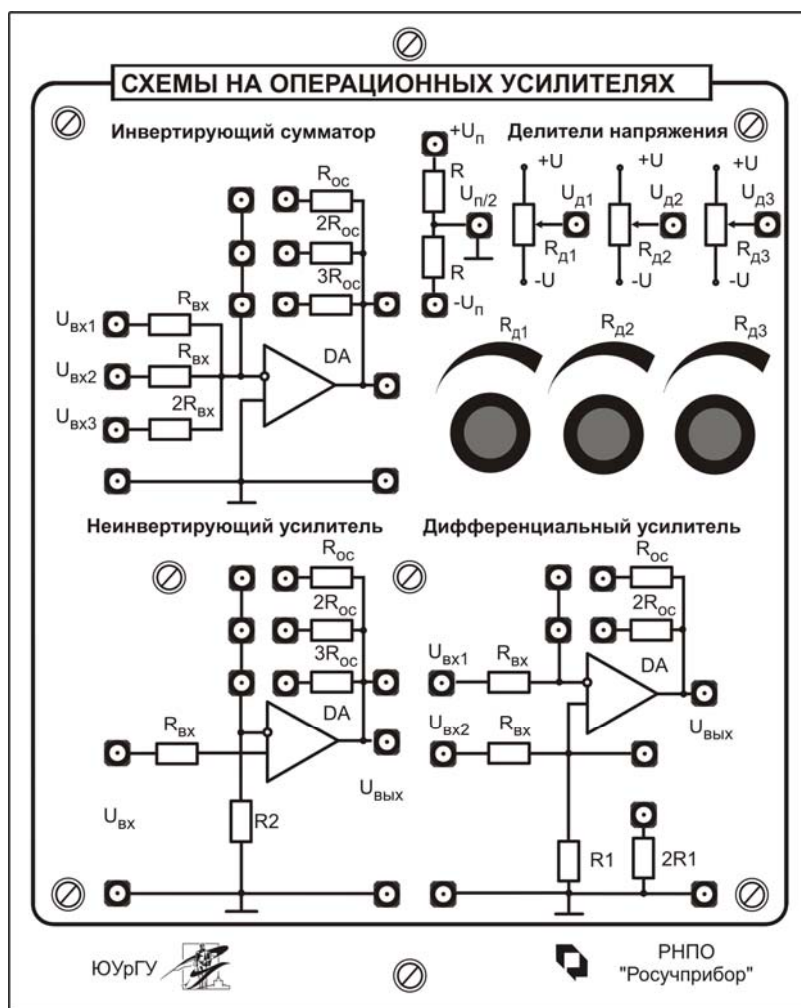 СХЕМЫ НА ОПЕРАЦИОННЫХ УСИЛИТЕЛЯХ
Инвертирующий сумматор
Rос
2Rос
3Rос
Rвх
Uвх1
Rвх
Uвх2
2Rвх
Uвх3
DA
+Uп
R
Uп/2
R
-Uп
Делители напряжения
+U
+U
+U
Uд1
Uд2
Uд3
Rд1
Rд2
Rд3
-U
-U
-U
Rд1
Rд2
Rд3
Неинвертирующий усилитель
Rос
2Rос
3Rос
DA
Rвх
Uвх
Uвых
R2
Дифференциальный усилитель
Rос
2Rос
Uвх1
Rвх
DA
Uвх2
Rвх
Uвых
R1
2R1
ЮУрГУ
РНПО
"Росучприбор"